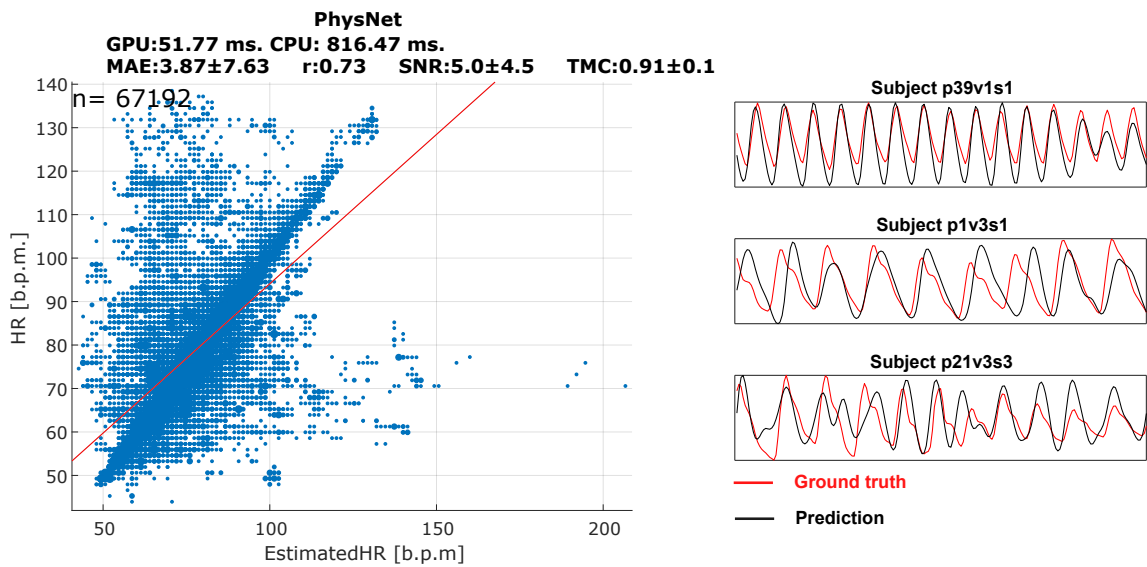 PhysNet
GPU:51.77 ms. CPU: 816.47 ms.
MAE:3.87±7.63 r:0.73 SNR:5.0±4.5 TMC:0.91±0.1
n= 67192
140
130
120
110
100
90
80
70
60
50
HR [b.p.m.]
50 100 150 200
EstimatedHR [b.p.m]
Subject p39v1s1
Subject p1v3s1
Subject p21v3s3
Ground truth
Prediction